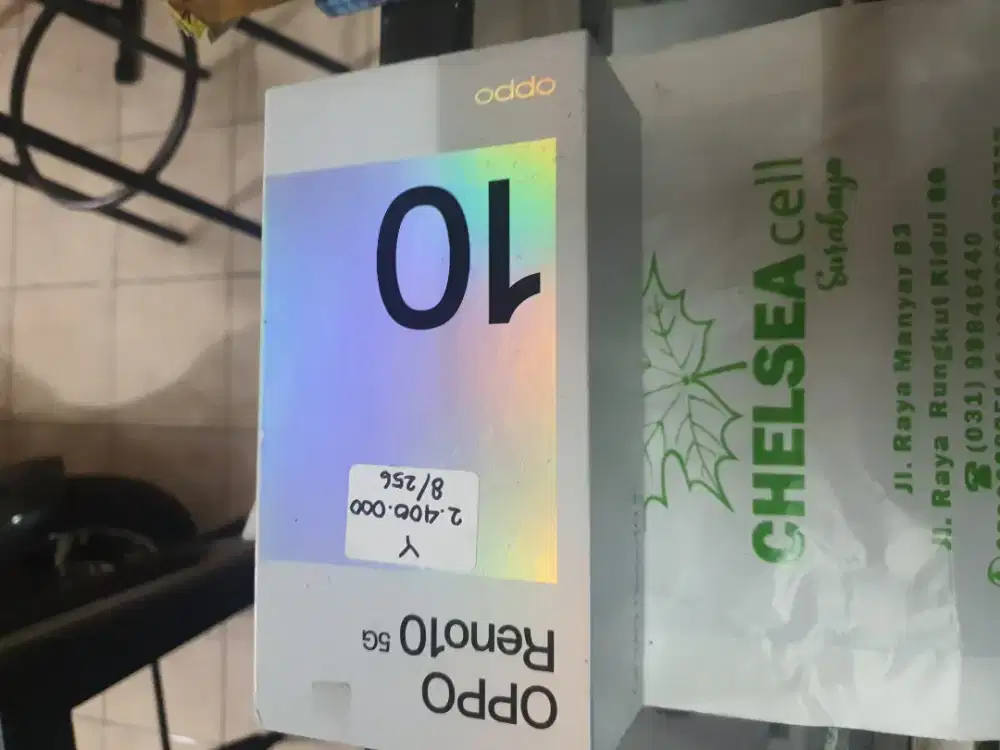 OPPO
Reno10 5G
Y
2.400.000
8/256
10
oppo
CHELSEA cell
Surabaya
Jl. Raya Manyar 83
Jl. Raya Rungkut Kidul
(031) 99846440